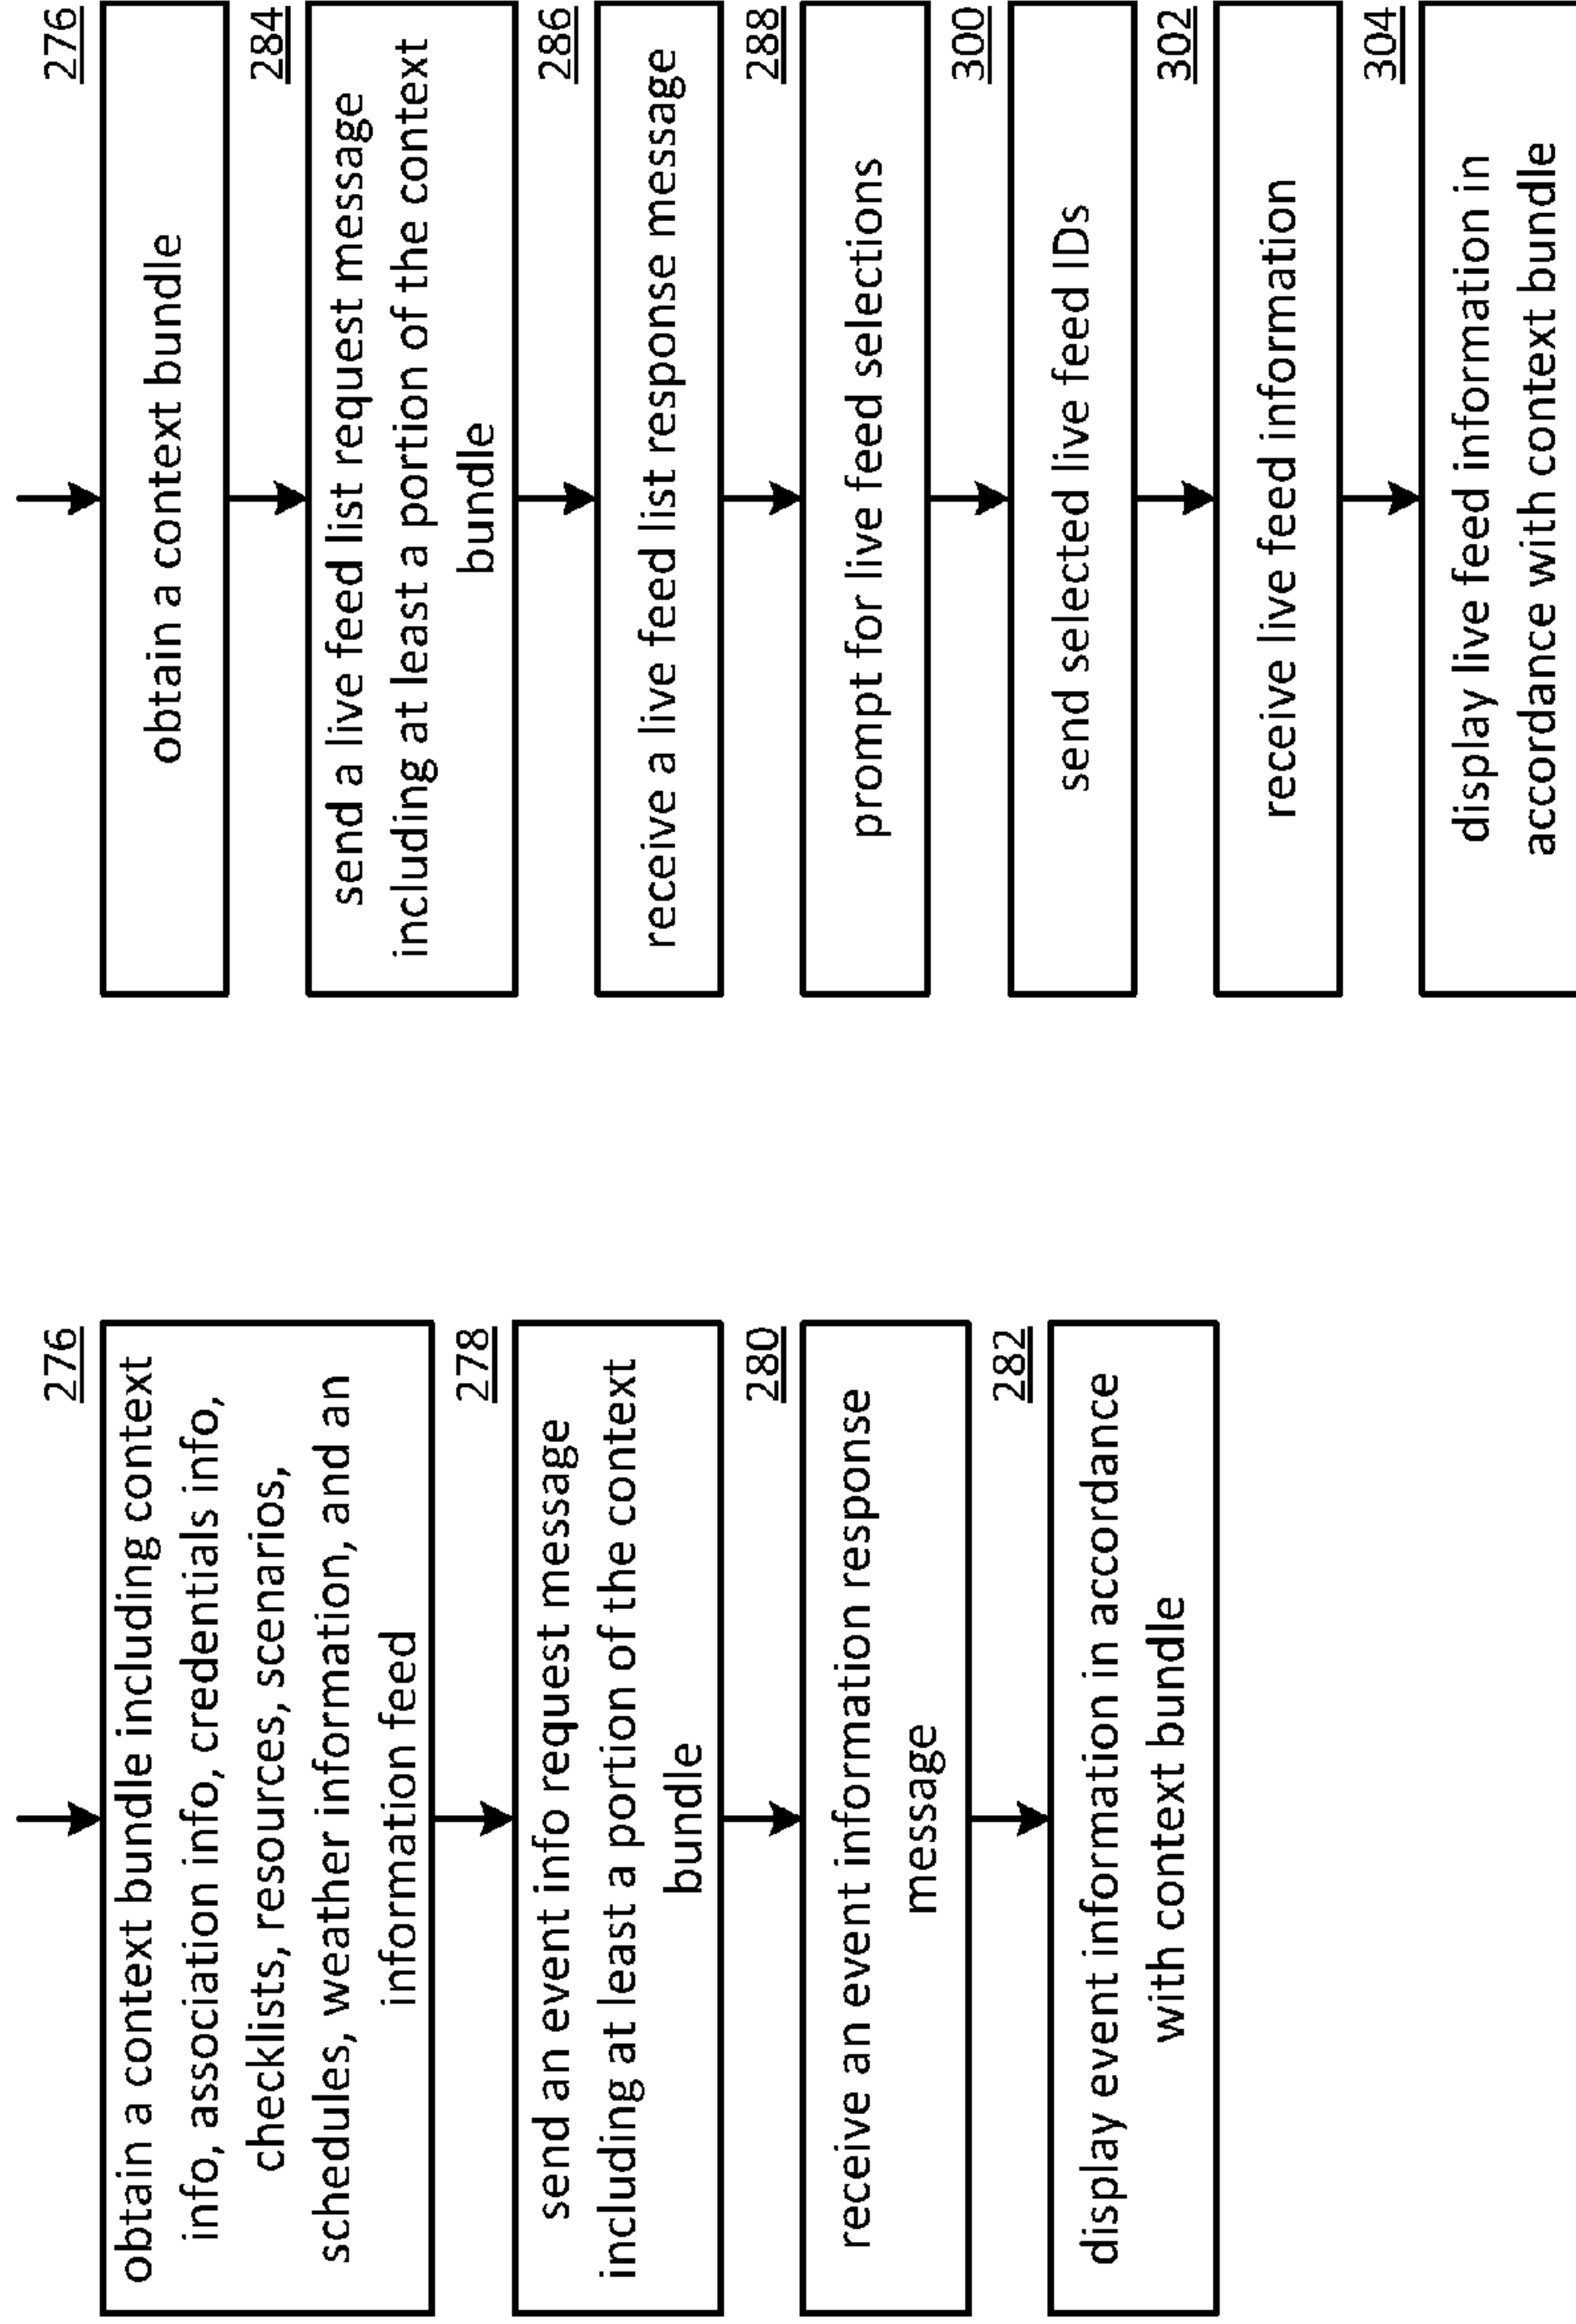 276
obtain a context bundle including context
info, association info, credentials info,
checklists, resources, scenarios,
schedules, weather information, and an
information feed
278
send an event info request message
including at least a portion of the context
bundle
280
receive an event information response
message
282
display event information in accordance
with context bundle
276
obtain a context bundle
284
send a live feed list request message
including at least a portion of the context
bundle
286
receive a live feed list response message
288
prompt for live feed selections
300
send selected live feed IDs
302
receive live feed information
304
display live feed information in
accordance with context bundle